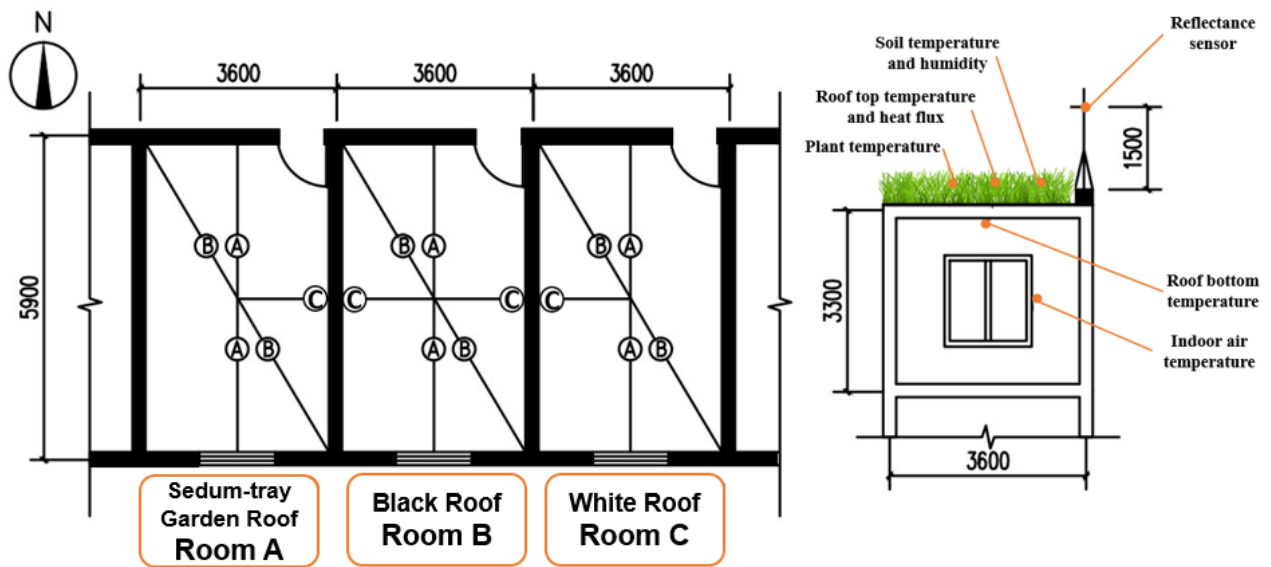 N
3600
3600
3600
5900
B
A
B
A
B
A
C
C
C
C
A
B
A
B
A
B
Sedum-tray
Garden Roof
Room A
Black Roof
Room B
White Roof
Room C
Reflectance
sensor
Soil temperature
and humidity
Roof top temperature
and heat flux
Plant temperature
1500
3300
Roof bottom
temperature
Indoor air
temperature
3600